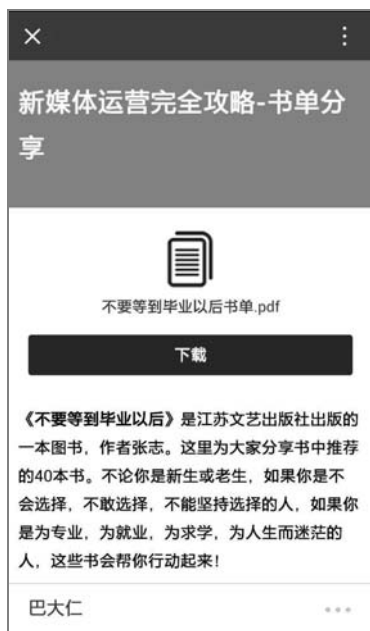 新媒体运营完全攻略-书单分
享
不要等到毕业以后书单.pdf
下载
《不要等到毕业以后》是江苏文艺出版社出版的
一本图书，作者张志。这里为大家分享书中推荐
的40本书。不论你是新生或老生，如果你是不
会选择，不敢选择，不能坚持选择的人，如果你
是为专业，为就业，为求学，为人生而迷茫的
人，这些书会帮你行动起来！
巴大仁